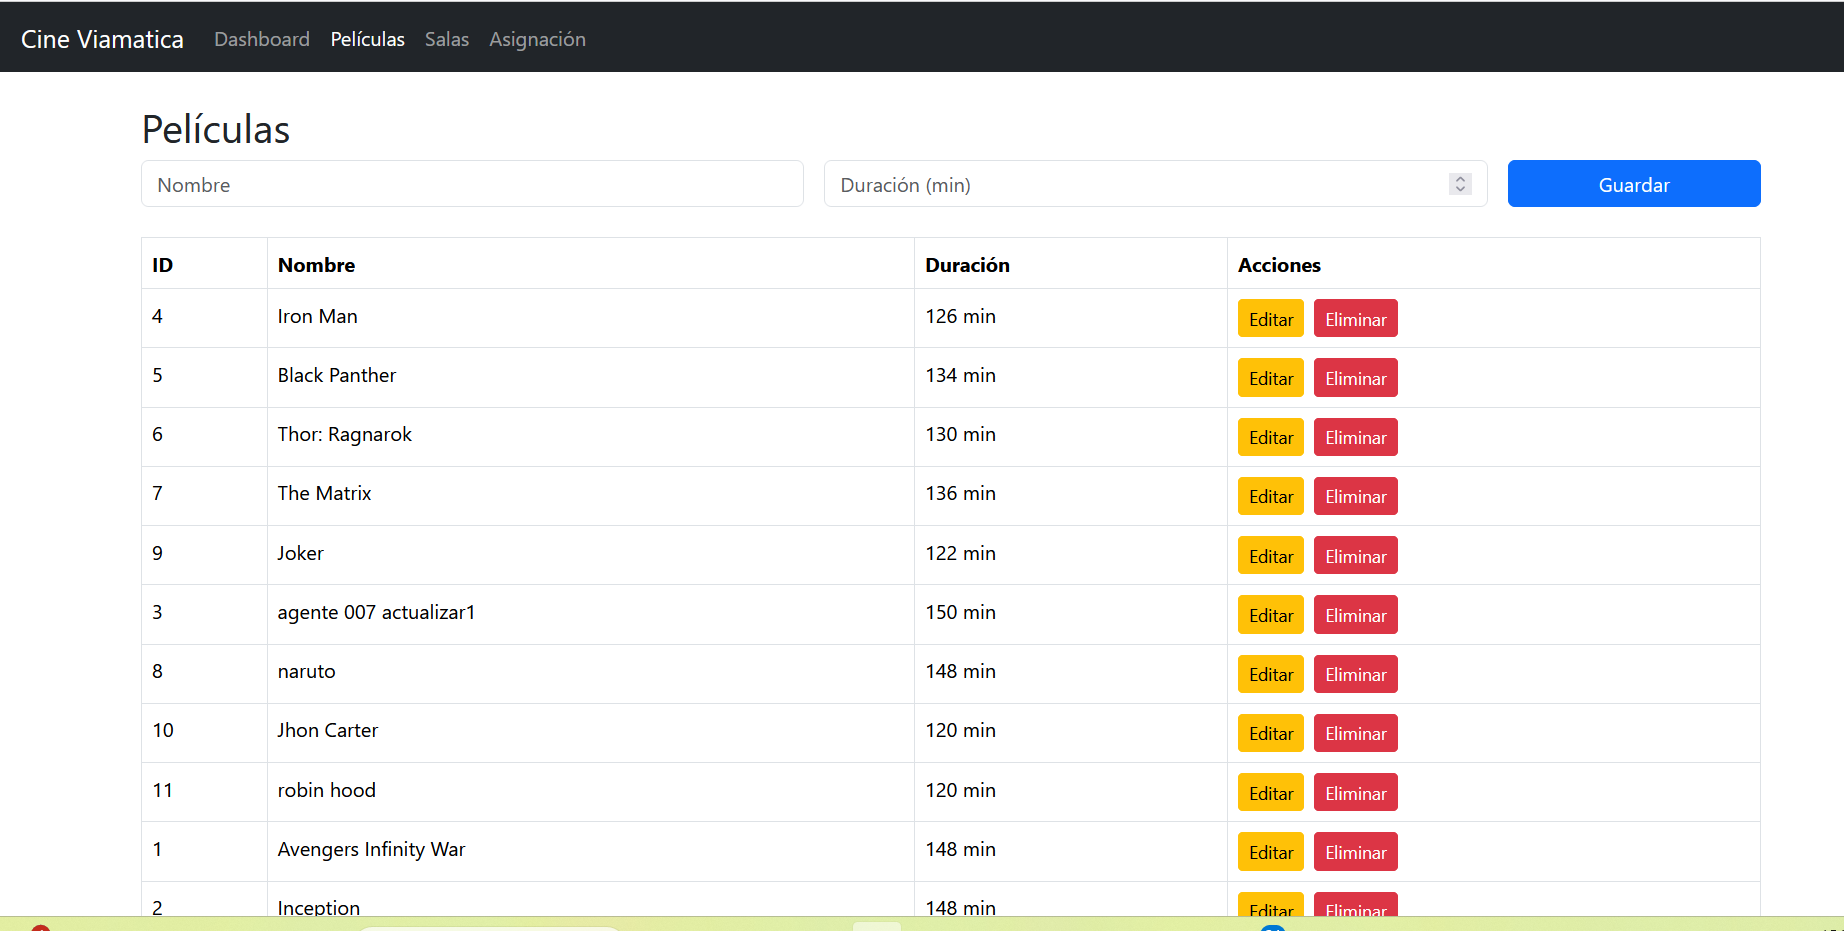 Cine Viamatica Dashboard Películas Salas Asignación
Películas
Nombre Duración (min) Guardar
ID Nombre Duración Acciones
4 Iron Man 126 min Editar Eliminar
5 Black Panther 134 min Editar Eliminar
6 Thor: Ragnarok 130 min Editar Eliminar
7 The Matrix 136 min Editar Eliminar
9 Joker 122 min Editar Eliminar
3 agente 007 actualizar1 150 min Editar Eliminar
8 naruto 148 min Editar Eliminar
10 Jhon Carter 120 min Editar Eliminar
11 robin hood 120 min Editar Eliminar
1 Avengers Infinity War 148 min Editar Eliminar
2 Inception 148 min Editar Eliminar